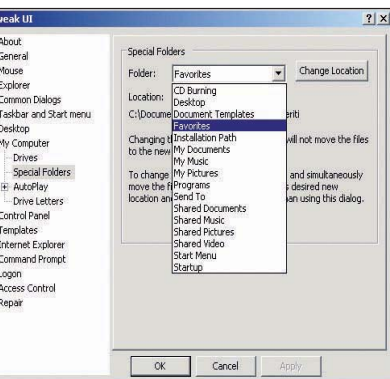 weak UI
About
General
Mouse
Explorer
Common Dialogs
Taskbar and Start menu
Desktop
My Computer
Drives
Special Folders
AutoPlay
Drive Letters
Control Panel
Templates
Internet Explorer
Command Prompt
Logon
Access Control
Repair
Special Folders
Folder: Favorites Change Location
Location:
C:\Docume eriti
Changing t will not move the files
to the new
To change and simultaneously
move the fi s desired new
location an an using this dialog.
CD Burning
Desktop
Document Templates
Favorites
Installation Path
My Documents
My Music
My Pictures
Programs
Send To
Shared Documents
Shared Music
Shared Pictures
Shared Video
Start Menu
Startup
OK Cancel Apply